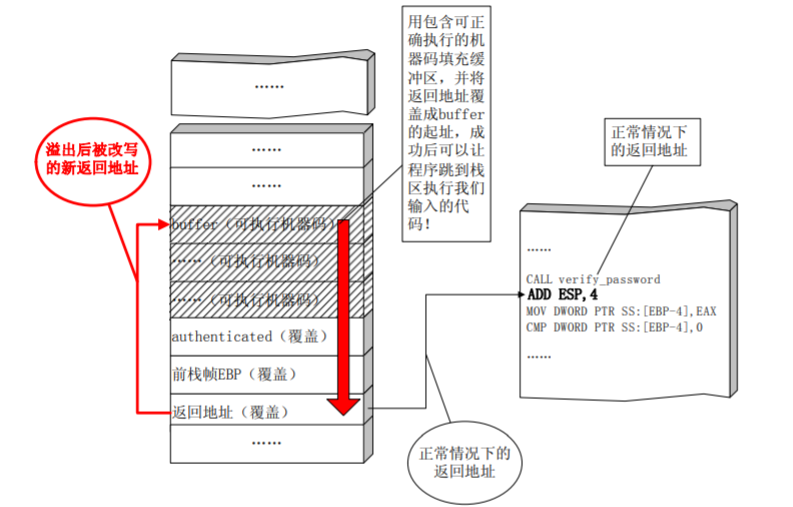 用包含可正
确执行的机
器码填充缓
冲区，并将
返回地址覆
盖成buffer
的起址，成
功后可以让
程序跳到栈
区执行我们
输入的代
码！
……
溢出后被改写
的新返回地址
……
……
buffer（可执行机器码）
……（可执行机器码）
……（可执行机器码）
authenticated（覆盖）
前栈帧EBP（覆盖）
返回地址（覆盖）
……
正常情况下
的返回地址
……
CALL verify_password
ADD ESP,4
MOV DWORD PTR SS:[EBP-4],EAX
CMP DWORD PTR SS:[EBP-4],0
……
正常情况下的
返回地址